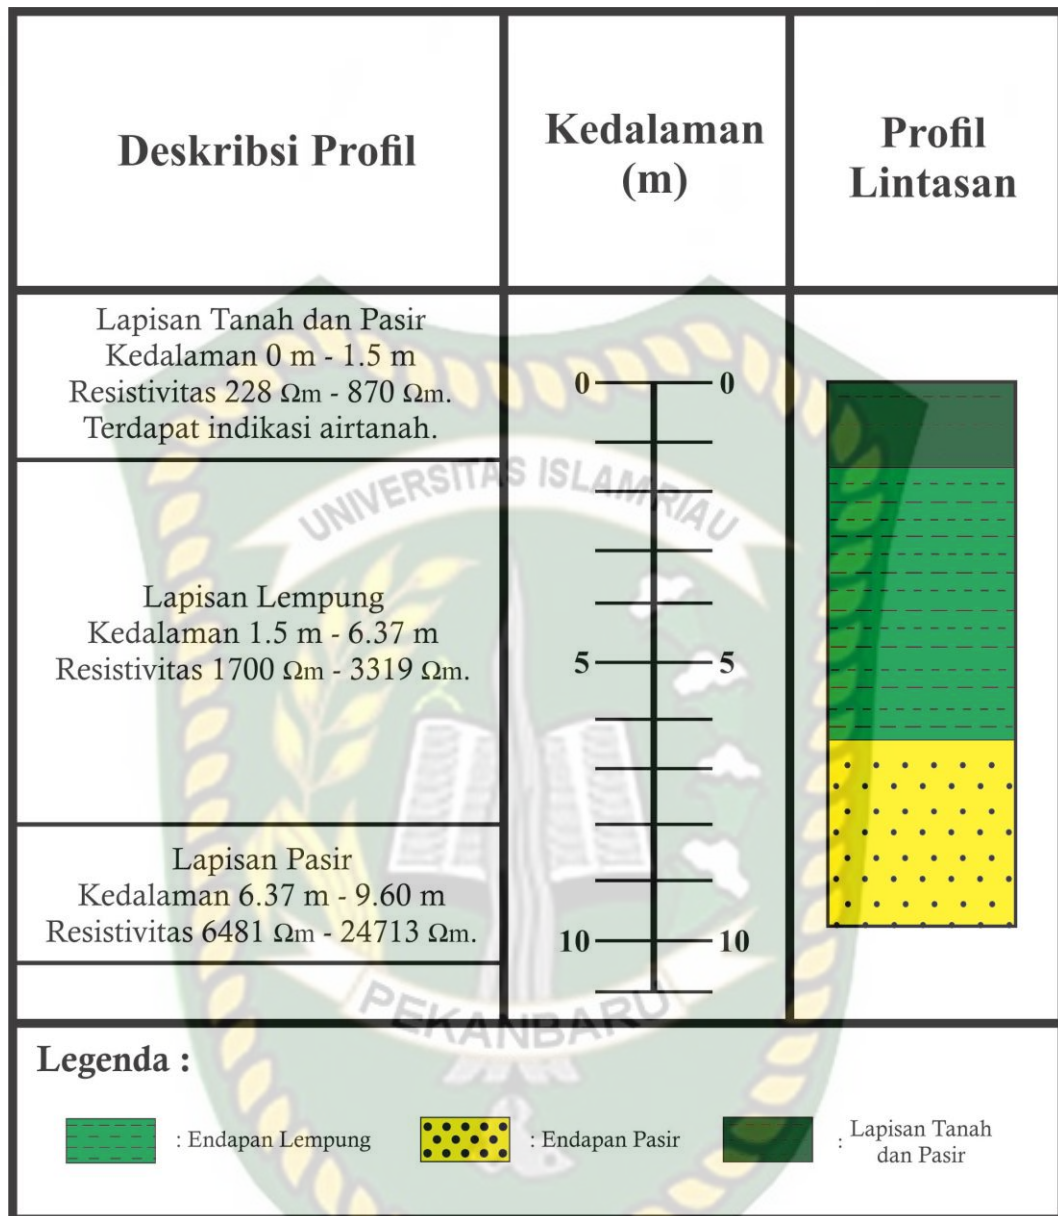 Deskribsi Profil
Kedalaman
(m)
Profil
Lintasan
Lapisan Tanah dan Pasir
Kedalaman 0 m - 1.5 m
Resistivitas 228 Ωm - 870 Ωm.
Terdapat indikasi airtanah.
Lapisan Lempung
Kedalaman 1.5 m - 6.37 m
Resistivitas 1700 Ωm - 3319 Ωm.
Lapisan Pasir
Kedalaman 6.37 m - 9.60 m
Resistivitas 6481 Ωm - 24713 Ωm.
0 0
5 5
10 10
UNIVERSITAS ISLAM RIAU
PEKANBARU
Legenda :
: Endapan Lempung
: Endapan Pasir
: Lapisan Tanah
dan Pasir